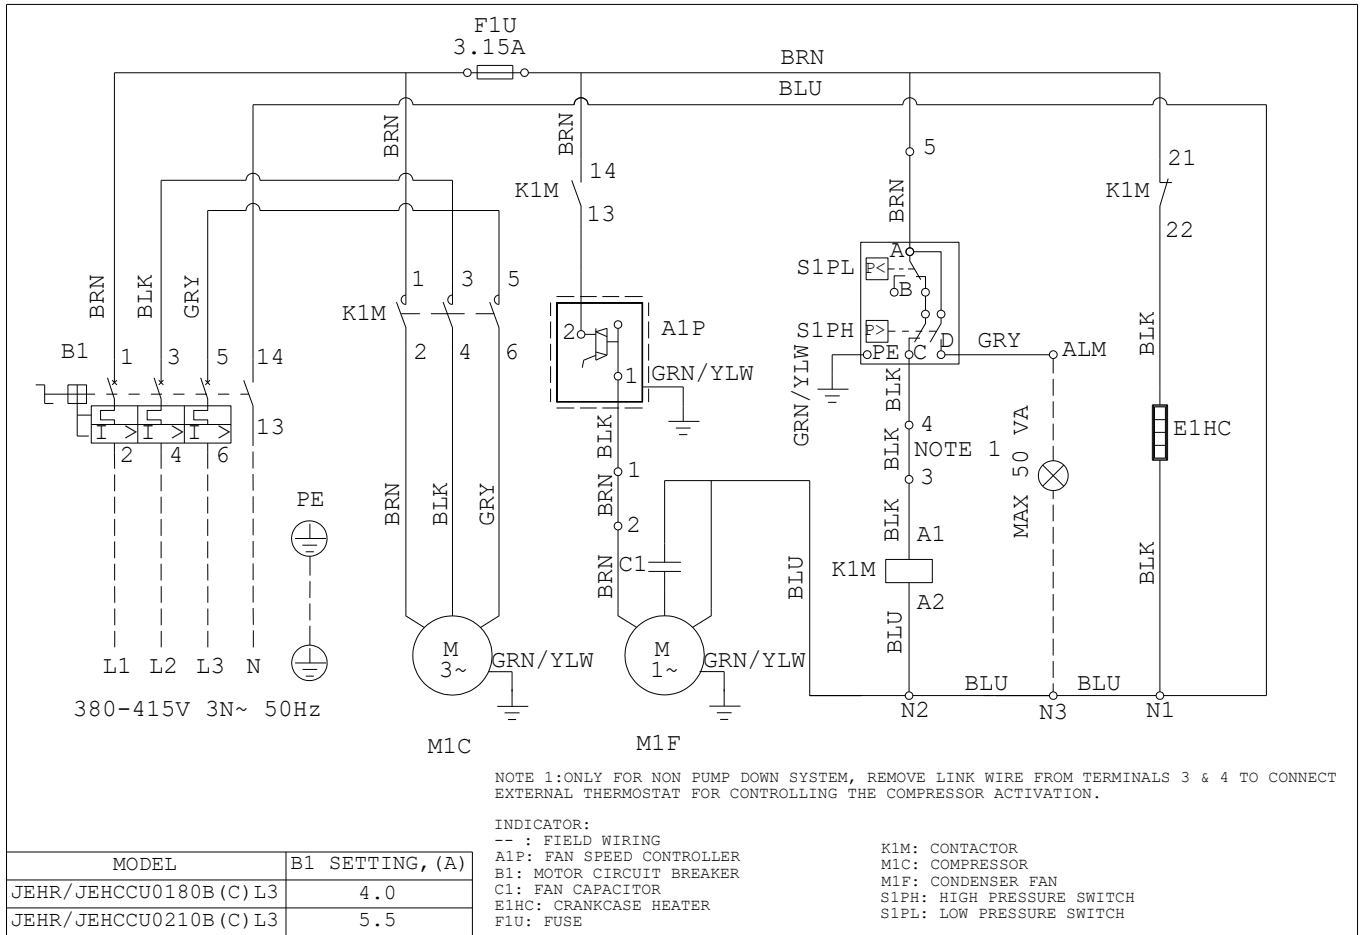 F1U
3.15A
BRN
BLU
BRN
BRN
5
21
14
K1M
13
K1M
BRN
22
A
S1PL
P<
B
BRN
BLK
GRY
1
3
5
K1M
2
4
6
2
A1P
S1PH
P>
D
GRY
PE
C
ALM
BLK
B1
1
3
5
14
1
GRN/YLW
GRN/YLW
BLK
I >
I >
I >
13
2
4
6
BLK
4
BLK
NOTE 1
3
MAX 50 VA
E1HC
PE
BRN
BLK
GRY
1
BRN
2
BLK
A1
BRN
C1
BLU
K1M
A2
BLK
BLU
L1
L2
L3
N
M
3~
GRN/YLW
M
1~
GRN/YLW
BLU
BLU
380-415V 3N~ 50Hz
N2
N3
N1
M1C
M1F
NOTE 1:ONLY FOR NON PUMP DOWN SYSTEM, REMOVE LINK WIRE FROM TERMINALS 3 & 4 TO CONNECT
EXTERNAL THERMOSTAT FOR CONTROLLING THE COMPRESSOR ACTIVATION.
INDICATOR:
-- : FIELD WIRING
A1P: FAN SPEED CONTROLLER
B1: MOTOR CIRCUIT BREAKER
C1: FAN CAPACITOR
E1HC: CRANKCASE HEATER
F1U: FUSE
K1M: CONTACTOR
M1C: COMPRESSOR
M1F: CONDENSER FAN
S1PH: HIGH PRESSURE SWITCH
S1PL: LOW PRESSURE SWITCH
MODEL B1 SETTING,(A)
JEHR/JEHCCU0180B(C)L3 4.0
JEHR/JEHCCU0210B(C)L3 5.5